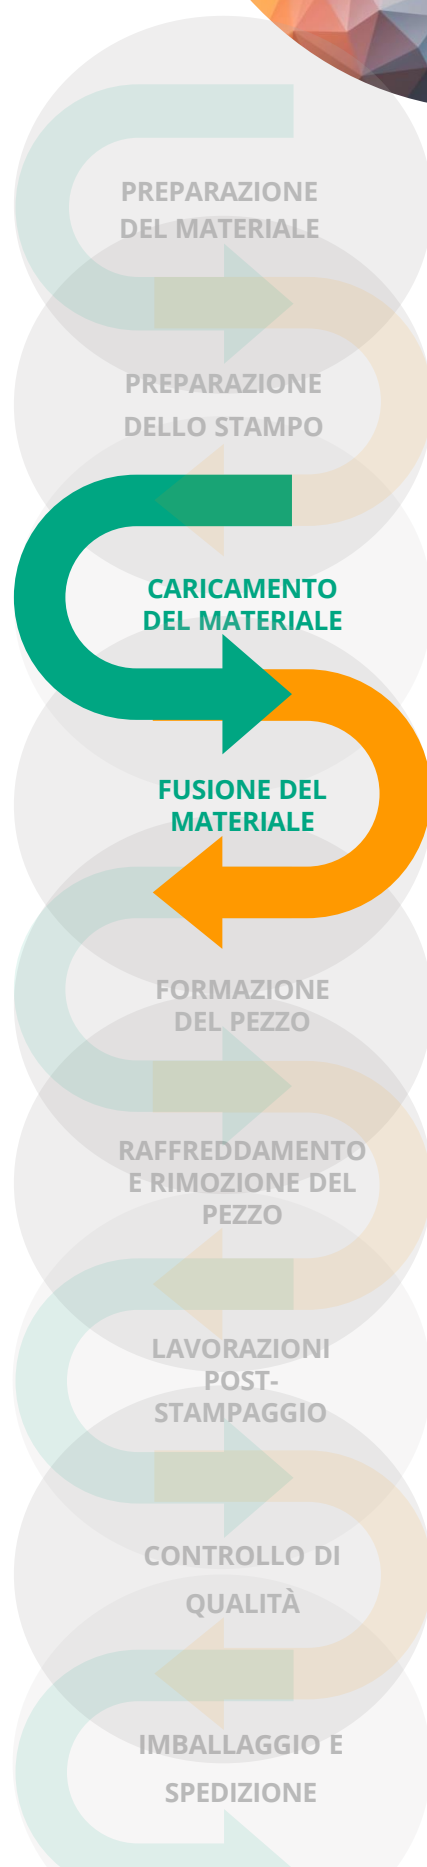 PREPARAZIONE
DEL MATERIALE
PREPARAZIONE
DELLO STAMPO
CARICAMENTO
DEL MATERIALE
FUSIONE DEL
MATERIALE
FORMAZIONE
DEL PEZZO
RAFFREDDAMENTO
E RIMOZIONE DEL
PEZZO
LAVORAZIONI
POST-
STAMPAGGIO
CONTROLLO DI
QUALITÀ
IMBALLAGGIO E
SPEDIZIONE